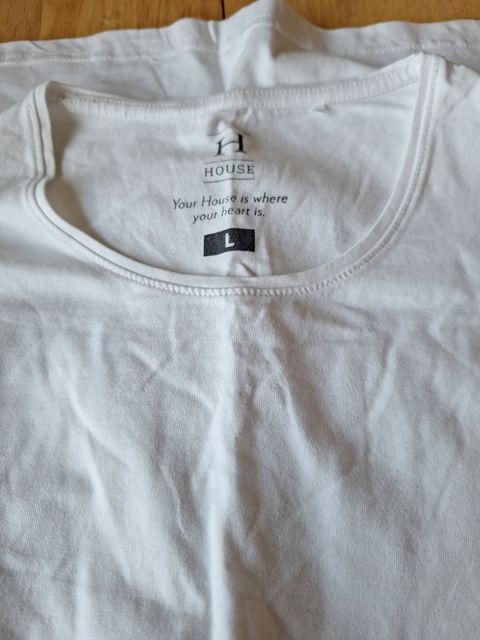 H
HOUSE
Your House is where
your heart is.
L